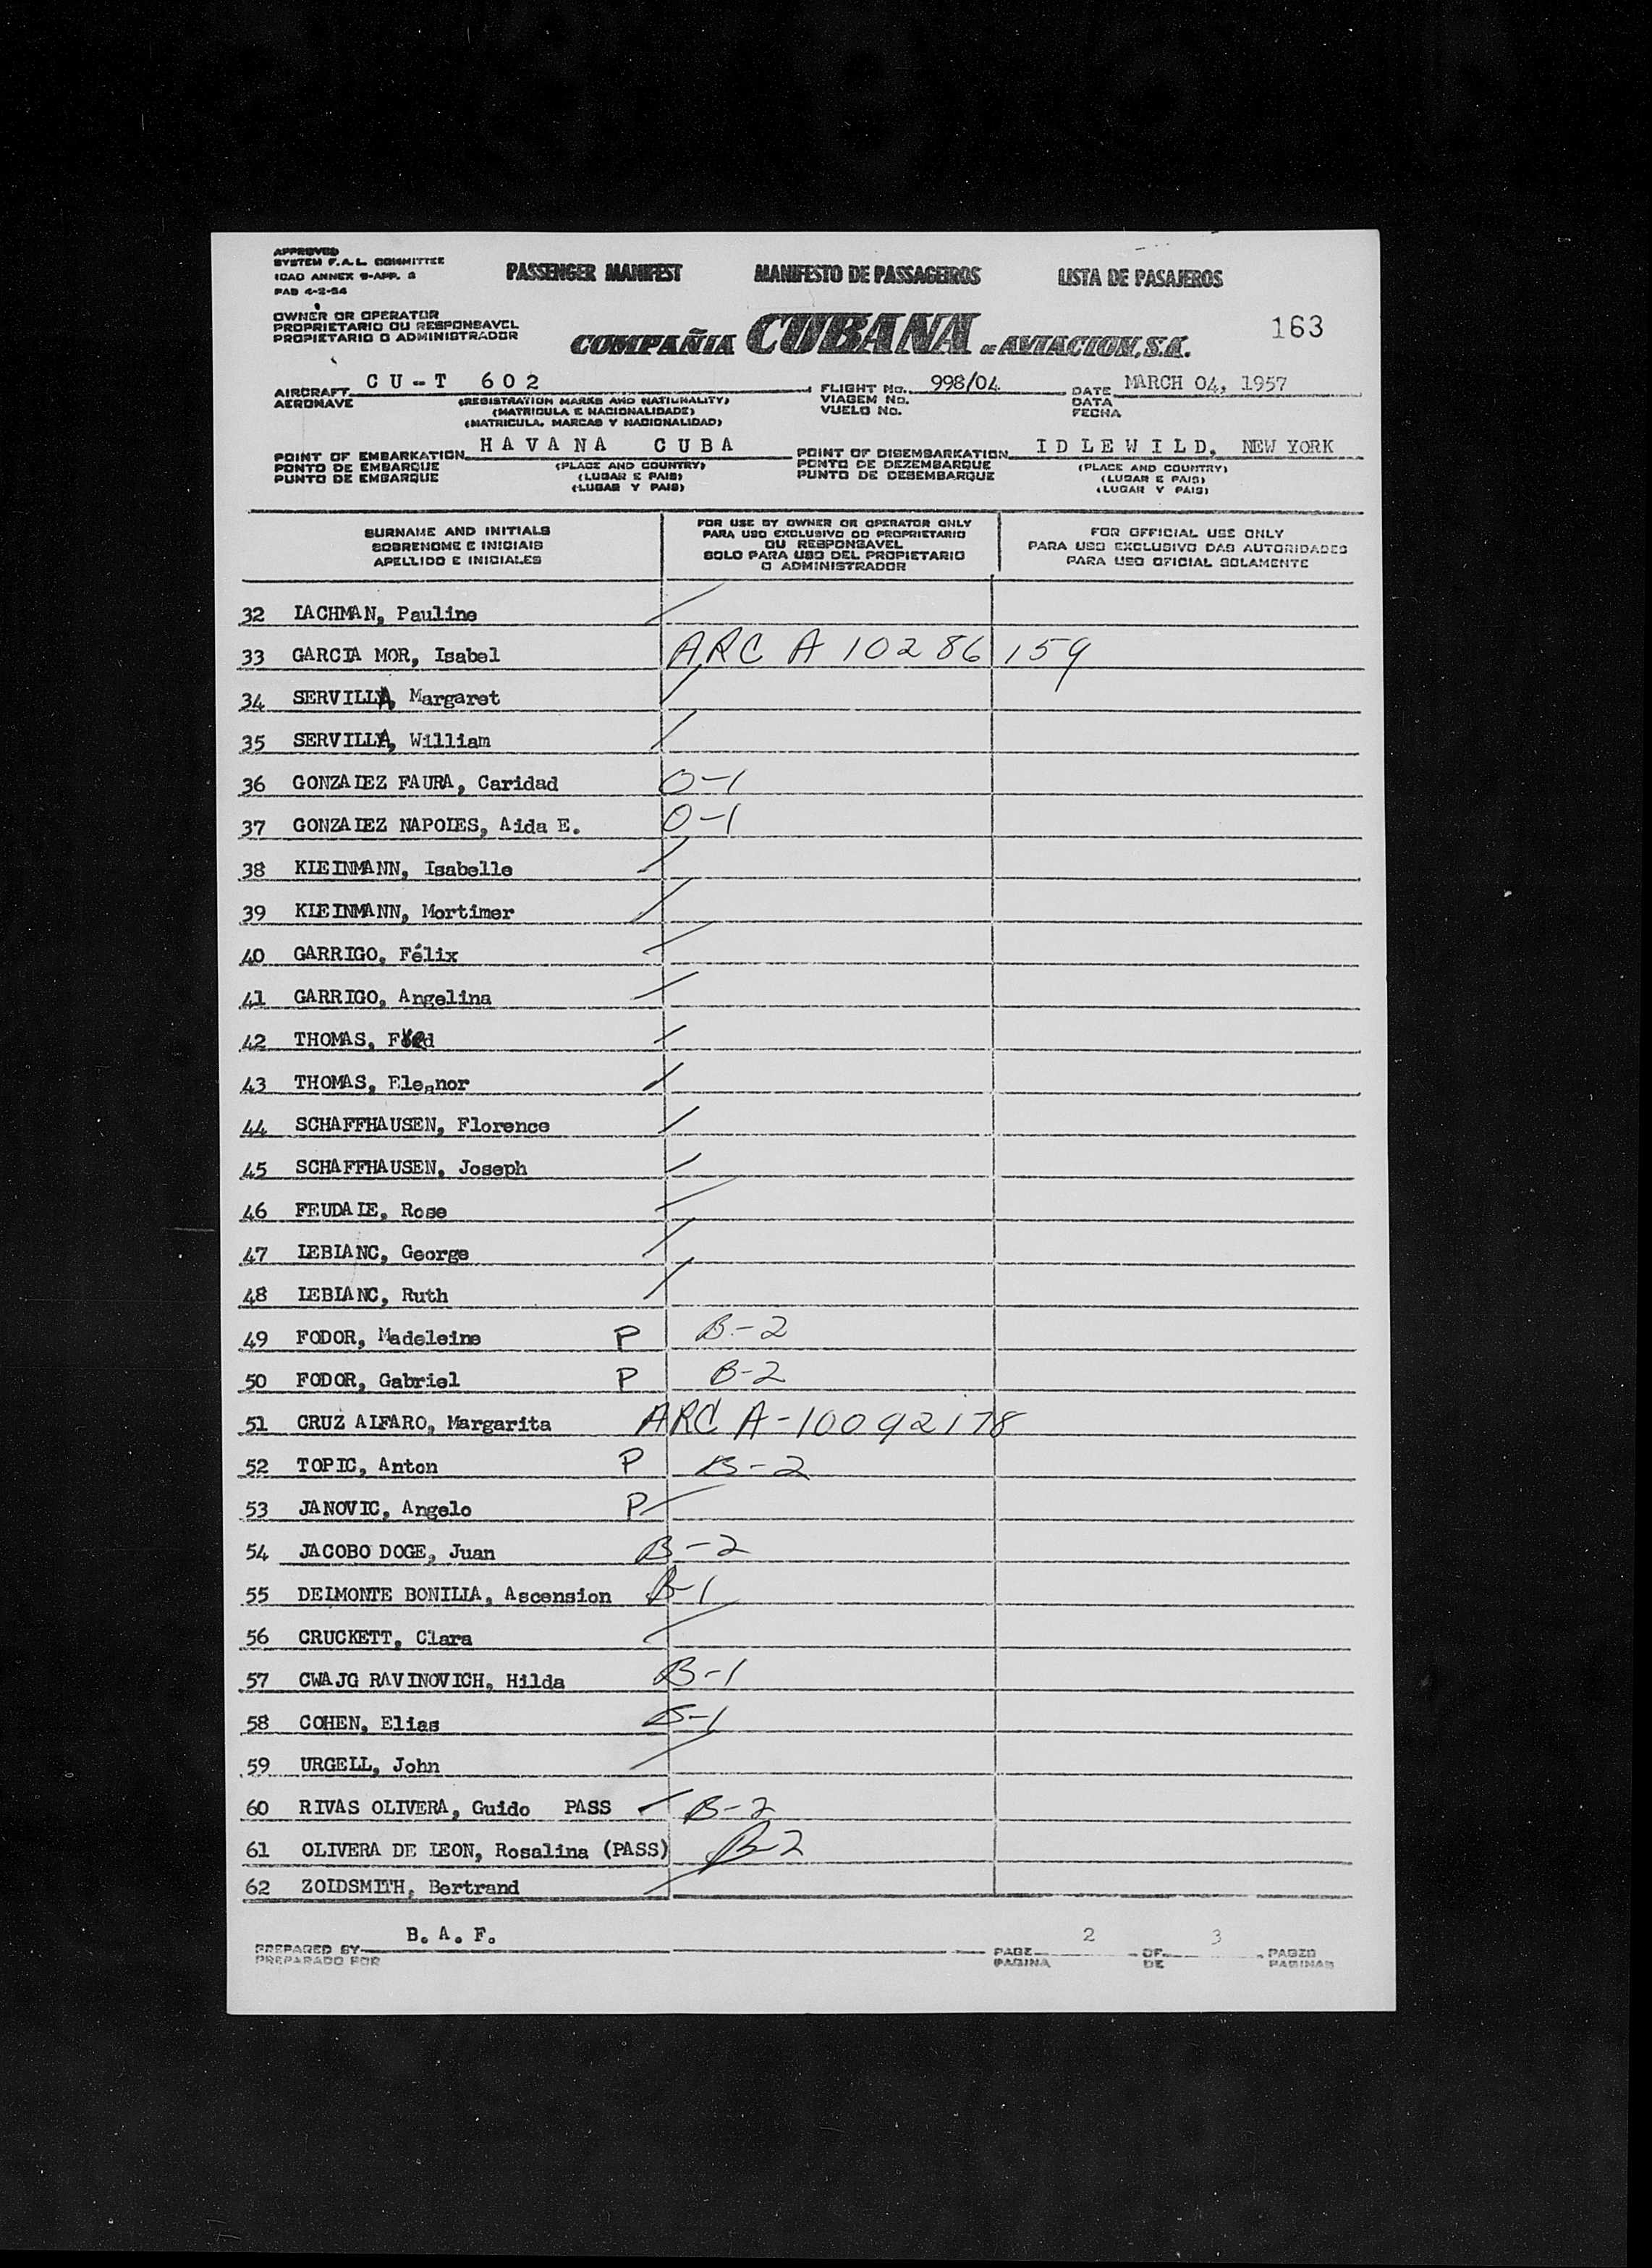 APPROVED
SYSTEM F.A.L. COMMITTEE
ICAO ANNEX 9-APP. 3
PAB 4-2-54
PASSENGER MANIFEST MANIFESTO DE PASSAGEIROS LISTA DE PASAJEROS
OWNER OR OPERATOR
PROPRIETARIO OU RESPONSAVEL
PROPIETARIO O ADMINISTRADOR
COMPAÑIA CUBANA DE AVIACION, S.A.
163
AIRCRAFT CU-T 602 FLIGHT No. 998/04 DATE MARCH 04, 1957
AERONAVE (REGISTRATION MARKS AND NATIONALITY) VIAGEM No. DATA
(MATRICULA E NACIONALIDADE) VUELO No. FECHA
(MATRICULA, MARCAS Y NACIONALIDAD)
POINT OF EMBARKATION HAVANA CUBA POINT OF DISEMBARKATION IDLEWILD, NEW YORK
PONTO DE EMBARQUE (PLACE AND COUNTRY) PONTO DE DEZEMBARQUE (PLACE AND COUNTRY)
PUNTO DE EMBARQUE (LUGAR E PAIS) PUNTO DE DESEMBARQUE (LUGAR E PAIS)
(LUGAR Y PAIS) (LUGAR Y PAIS)
SURNAME AND INITIALS
SOBRENOME E INICIAIS
APELLIDO E INICIALES
FOR USE BY OWNER OR OPERATOR ONLY
PARA USO EXCLUSIVO DO PROPRIETARIO
OU RESPONSAVEL
SOLO PARA USO DEL PROPIETARIO
O ADMINISTRADOR
FOR OFFICIAL USE ONLY
PARA USO EXCLUSIVO DAS AUTORIDADES
PARA USO OFICIAL SOLAMENTE
32 LACHMAN, Pauline
33 GARCIA MOR, Isabel ARC A 10286 159
34 SERVILLA, Margaret
35 SERVILLA, William
36 GONZALEZ FAURA, Caridad O-1
37 GONZALEZ NAPOLES, Aida E. O-1
38 KLEINMANN, Isabelle
39 KLEINMANN, Mortimer
40 GARRIGO, Félix
41 GARRIGO, Angelina
42 THOMAS,
43 THOMAS, Eleanor
44 SCHAFFHAUSEN, Florence
45 SCHAFFHAUSEN, Joseph
46 FEUDALE, Rose
47 LEBLANC, George
48 LEBLANC, Ruth
49 FODOR, Madeleine P B-2
50 FODOR, Gabriel P B-2
51 CRUZ ALFARO, Margarita ARC A-10092178
52 TOPIC, Anton P B-2
53 JANOVIC, Angelo P
54 JACOBO DOGE, Juan B-2
55 DELMONTE BONILLA, Ascension B-1
56 CRUCKETT, Clara
57 CWAJG RAVINOVICH, Hilda B-1
58 COHEN, Elias B-1
59 URGELL, John
60 RIVAS OLIVERA, Guido PASS B-2
61 OLIVERA DE LEON, Rosalina (PASS) B-2
62 ZOLDSMITH, Bertrand
PREPARED BY B. A. F. PAGE 2 OF 3 PAGES
PREPARADO POR PAGINA DE PAGINAS